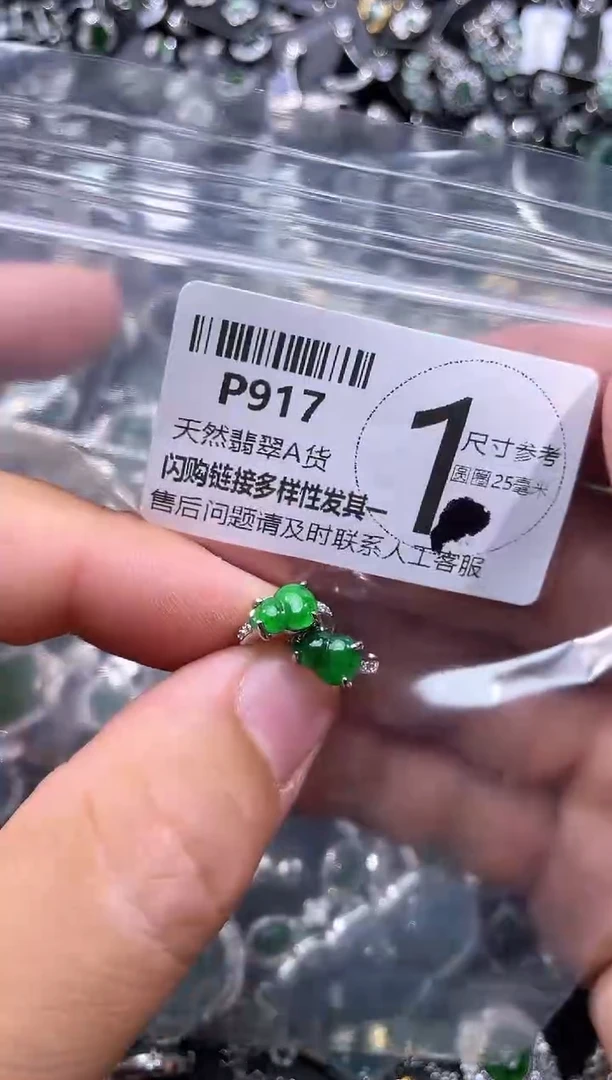 P917
天然翡翠A货
闪购链接多样性发其一
售后问题请及时联系人工客服
1
尺寸参考
圆圈25毫米